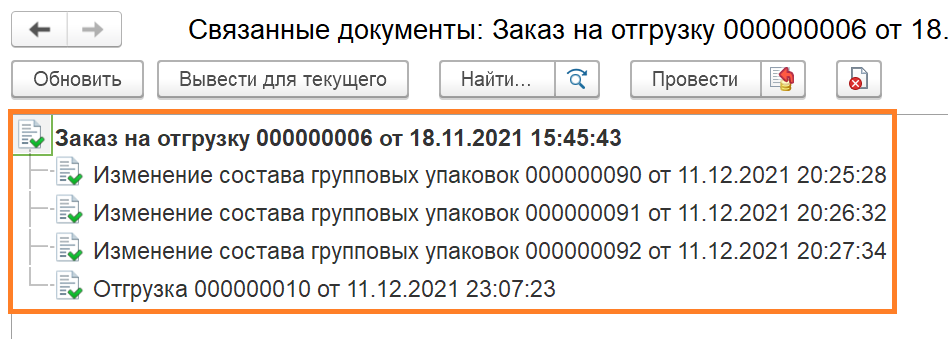 Связанные документы: Заказ на отгрузку 000000006 от 18.
Обновить Вывести для текущего Найти... Провести
Заказ на отгрузку 000000006 от 18.11.2021 15:45:43
Изменение состава групповых упаковок 000000090 от 11.12.2021 20:25:28
Изменение состава групповых упаковок 000000091 от 11.12.2021 20:26:32
Изменение состава групповых упаковок 000000092 от 11.12.2021 20:27:34
Отгрузка 000000010 от 11.12.2021 23:07:23